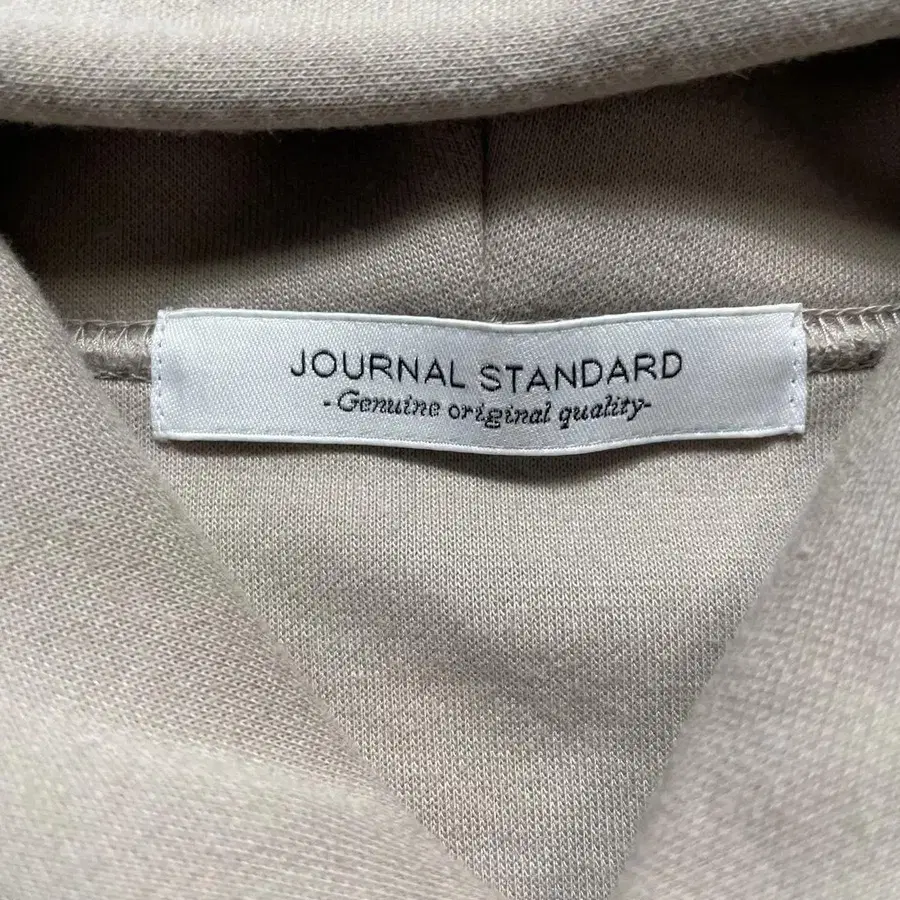 JOURNAL STANDARD
-Genuine original quality-